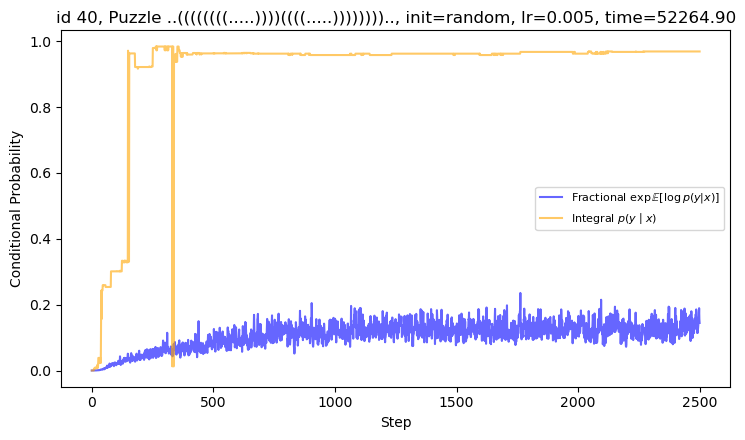 id 40, Puzzle ..((((((((.....))))((((.....)))))))).., init=random, lr=0.005, time=52264.90
Conditional Probability
1.0
0.8
0.6
0.4
0.2
0.0
Fractional exp𝔼[log p(y|x)]
Integral p(y | x)
0
500
1000
1500
2000
2500
Step